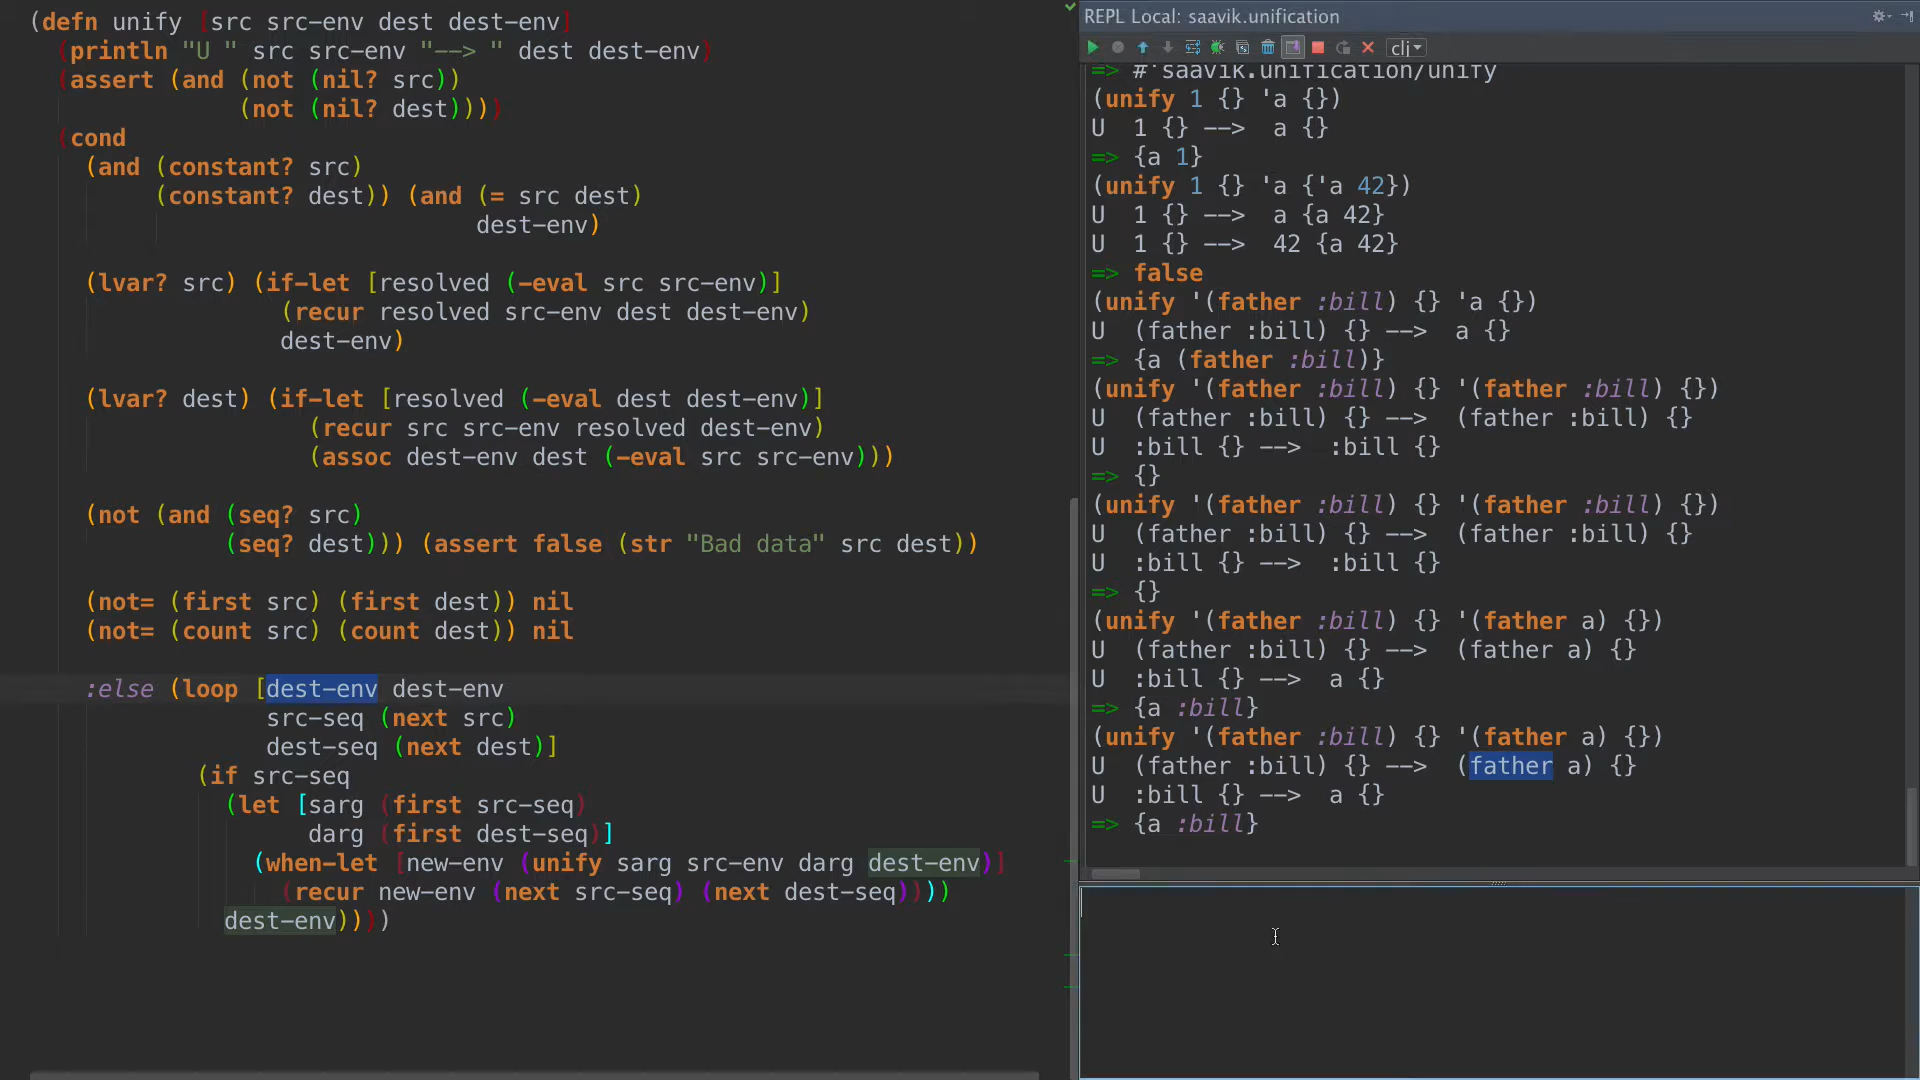 (defn unify [src src-env dest dest-env]
(println "U " src src-env "--> " dest dest-env)
(assert (and (not (nil? src))
(not (nil? dest))))
(cond
(and (constant? src)
(constant? dest)) (and (= src dest)
dest-env)
(lvar? src) (if-let [resolved (-eval src src-env)]
(recur resolved src-env dest dest-env)
dest-env)
(lvar? dest) (if-let [resolved (-eval dest dest-env)]
(recur src src-env resolved dest-env)
(assoc dest-env dest (-eval src src-env)))
(not (and (seq? src)
(seq? dest))) (assert false (str "Bad data" src dest))
(not= (first src) (first dest)) nil
(not= (count src) (count dest)) nil
:else (loop [dest-env dest-env
src-seq (next src)
dest-seq (next dest)]
(if src-seq
(let [sarg (first src-seq)
darg (first dest-seq)]
(when-let [new-env (unify sarg src-env darg dest-env)]
(recur new-env (next src-seq) (next dest-seq))))
dest-env))))
REPL Local: saavik.unification
clj
=> #'saavik.unification/unify
(unify 1 {} 'a {})
U  1 {} -->  a {}
=> {a 1}
(unify 1 {} 'a {'a 42})
U  1 {} -->  a {a 42}
U  1 {} -->  42 {a 42}
=> false
(unify '(father :bill) {} 'a {})
U  (father :bill) {} -->  a {}
=> {a (father :bill)}
(unify '(father :bill) {} '(father :bill) {})
U  (father :bill) {} -->  (father :bill) {}
U  :bill {} -->  :bill {}
=> {}
(unify '(father :bill) {} '(father :bill) {})
U  (father :bill) {} -->  (father :bill) {}
U  :bill {} -->  :bill {}
=> {}
(unify '(father :bill) {} '(father a) {})
U  (father :bill) {} -->  (father a) {}
U  :bill {} -->  a {}
=> {a :bill}
(unify '(father :bill) {} '(father a) {})
U  (father :bill) {} -->  (father a) {}
U  :bill {} -->  a {}
=> {a :bill}